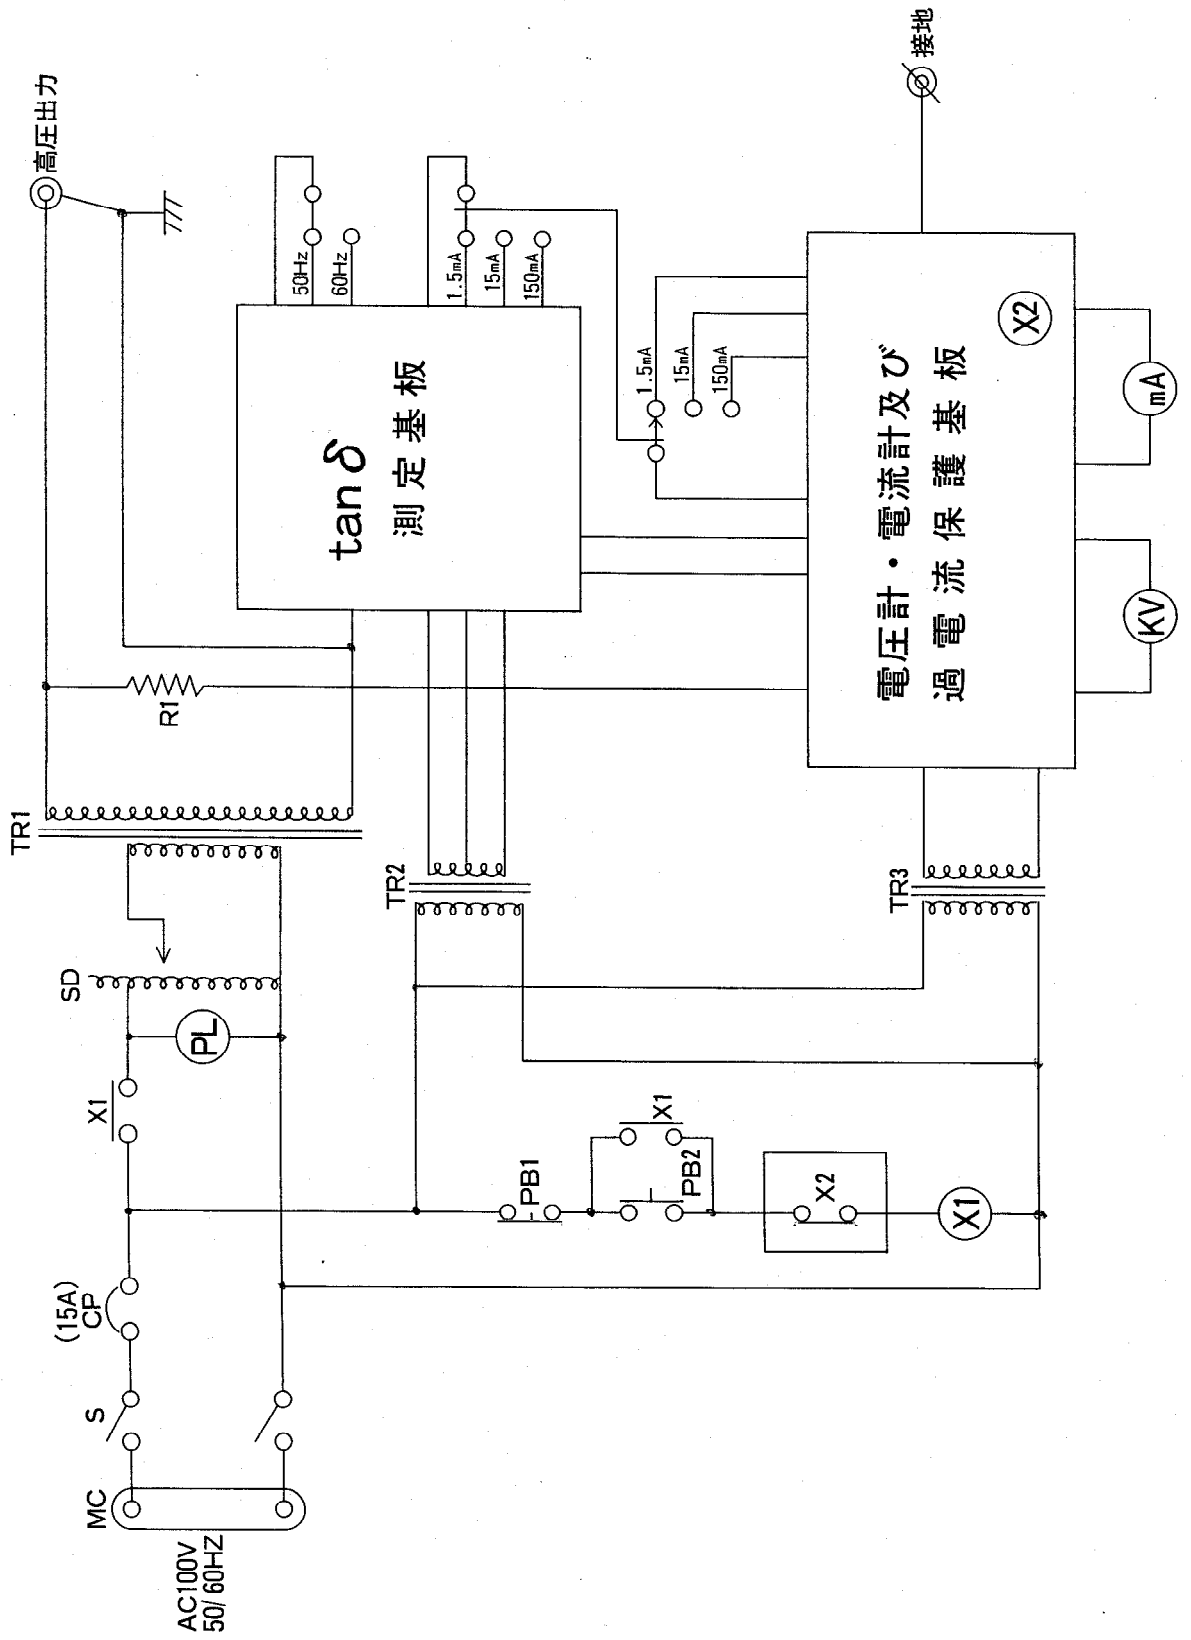 AC100V
50/60HZ
MC
S
(15A)
CP
X1
PL
SD
TR1
R1
高圧出力
TR2
tanδ
測定基板
50Hz
60Hz
1.5mA
15mA
150mA
1.5mA
15mA
150mA
PB1
PB2
X1
X2
X1
TR3
電圧計・電流計及び
過電流保護基板
X2
接地
KV
mA